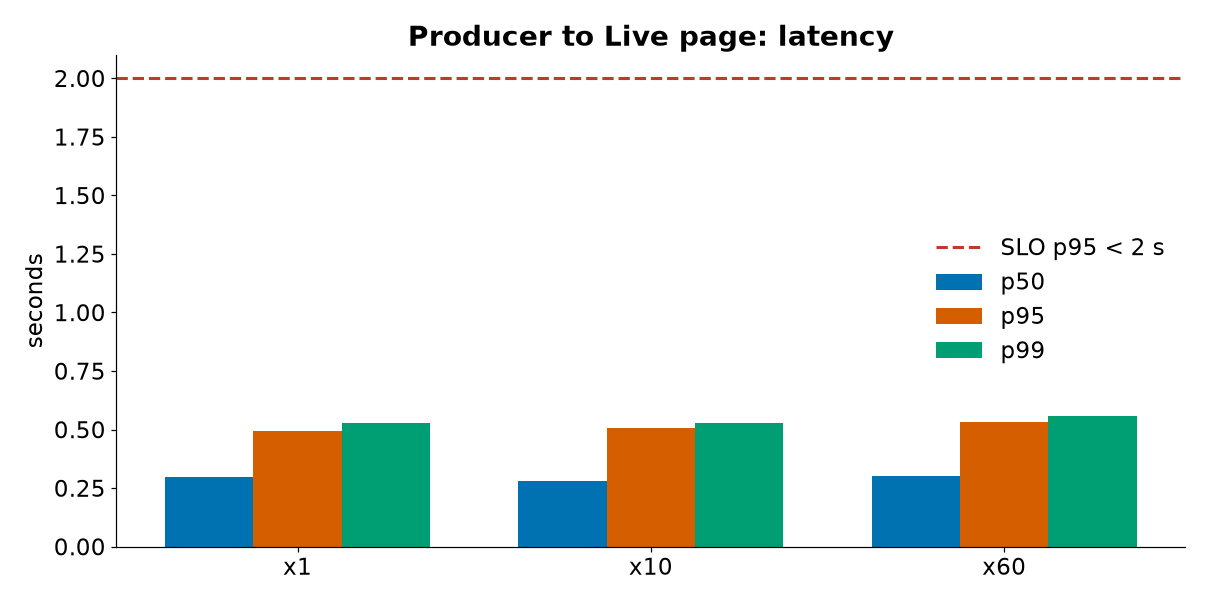 Producer to Live page: latency
2.00
1.75
1.50
1.25
1.00
0.75
0.50
0.25
0.00
seconds
SLO p95 < 2 s
p50
p95
p99
x1
x10
x60